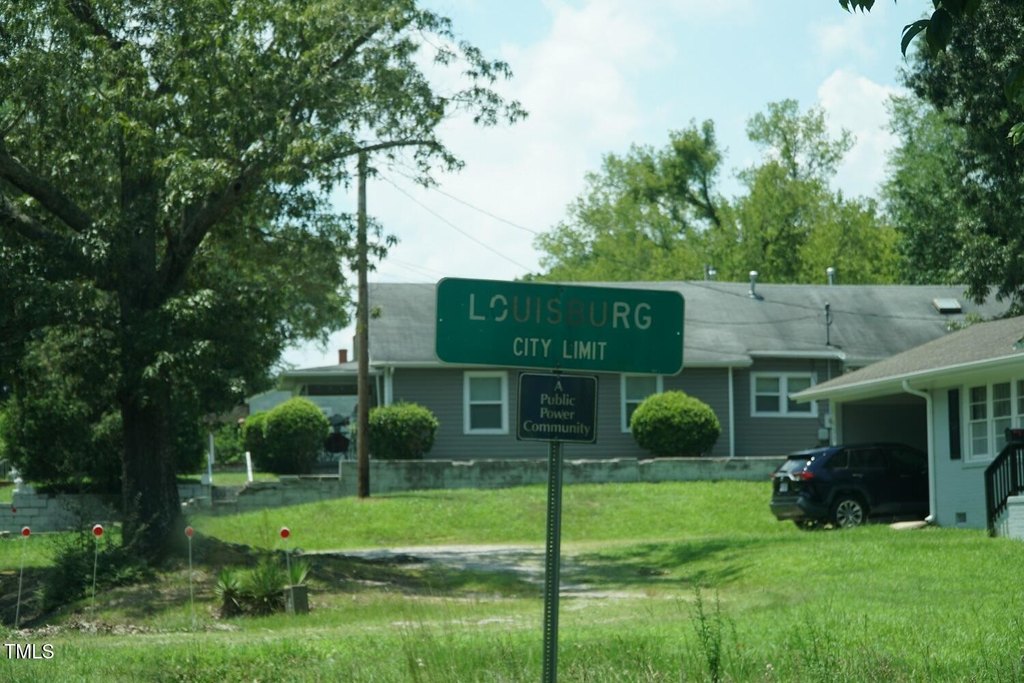 LOUISBURG
CITY LIMIT
A
Public
Power
Community
TMLS